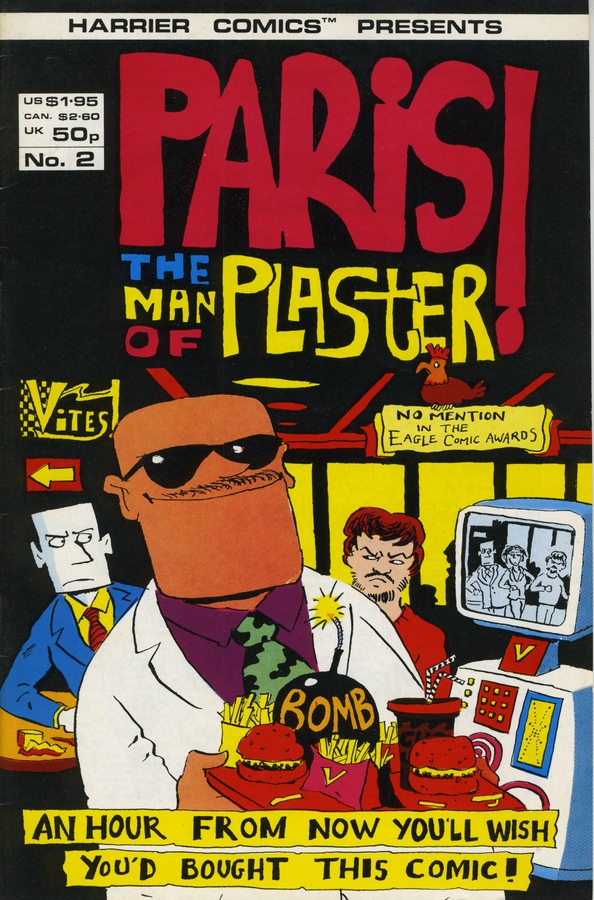 HARRIER COMICS™ PRESENTS
US $1·95
CAN. $2·60
UK 50p
No. 2
PARIS!
THE
MAN
OF
PLASTER!
ViTES!
NO MENTION
IN THE
EAGLE COMIC AWARDS
V
BOMB
V
AN HOUR FROM NOW YOU'LL WISH
YOU'D BOUGHT THIS COMIC!